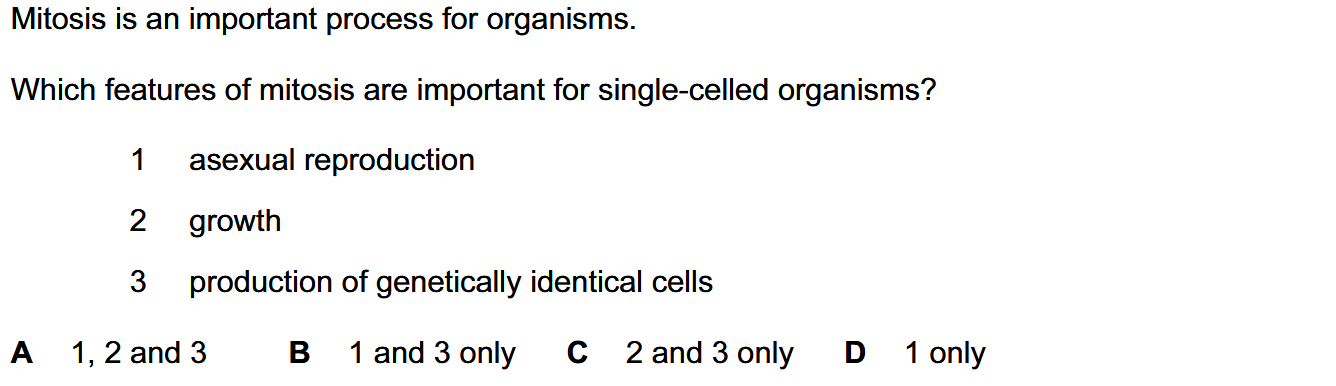 Mitosis is an important process for organisms.
Which features of mitosis are important for single-celled organisms?
1 asexual reproduction
2 growth
3 production of genetically identical cells
A 1, 2 and 3 B 1 and 3 only C 2 and 3 only D 1 only